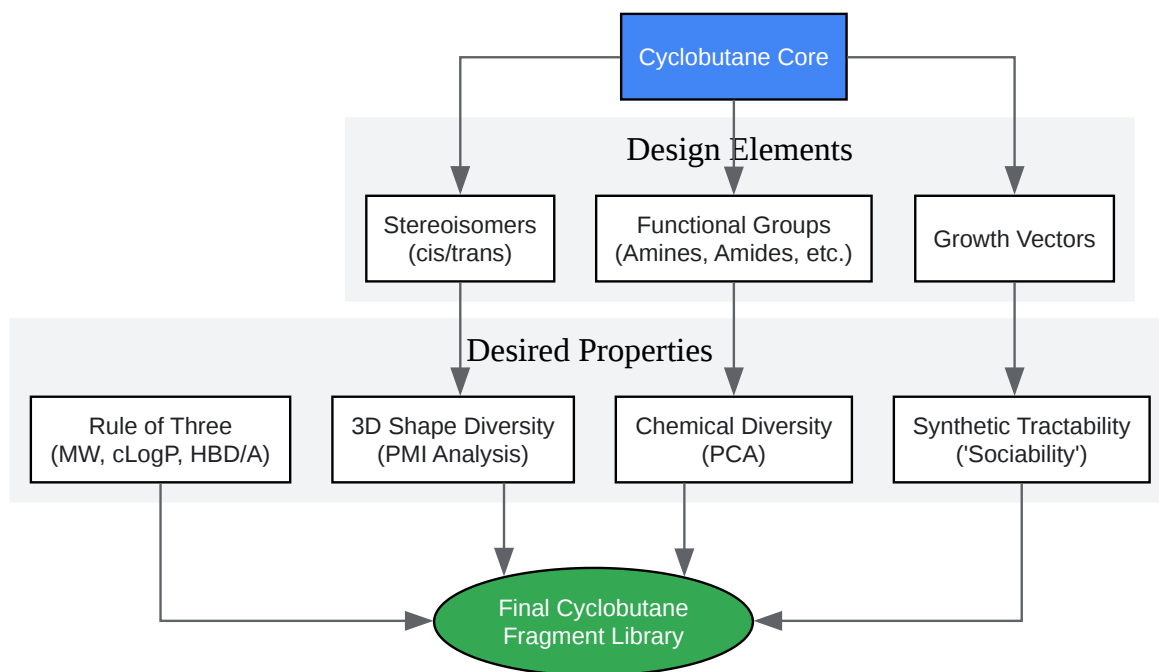 Cyclobutane Core
Design Elements
Stereoisomers
(cis/trans)
Functional Groups
(Amines, Amides, etc.)
Growth Vectors
Desired Properties
Rule of Three
(MW, cLogP, HBD/A)
3D Shape Diversity
(PMI Analysis)
Chemical Diversity
(PCA)
Synthetic Tractability
('Sociability')
Final Cyclobutane
Fragment Library